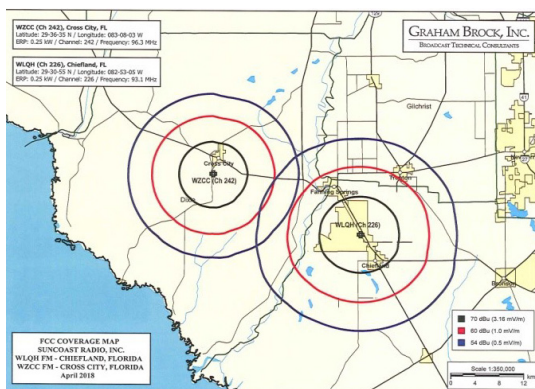 WZCC (Ch 242), Cross City, FL
Latitude: 29-36-35 N / Longitude: 083-08-03 W
ERP: 0.25 kW / Channel: 242 / Frequency: 96.3 MHz
WLQH (Ch 226), Chiefland, FL
Latitude: 29-30-55 N / Longitude: 082-53-05 W
ERP: 0.25 kW / Channel: 226 / Frequency: 93.1 MHz
GRAHAM BROCK, INC.
BROADCAST TECHNICAL CONSULTANTS
Gilchrist
Cross City
WZCC (Ch 242)
Trenton
Fanning Springs
Dixie
WLQH (Ch 226)
Chiefland
Bronson
70 dBu (3.16 mV/m)
60 dBu (1.0 mV/m)
54 dBu (0.5 mV/m)
FCC COVERAGE MAP
SUNCOAST RADIO, INC.
WLQH FM - CHIEFLAND, FLORIDA
WZCC FM - CROSS CITY, FLORIDA
April 2018
Scale 1:350,000
0 2 4 6 8 10 12 km